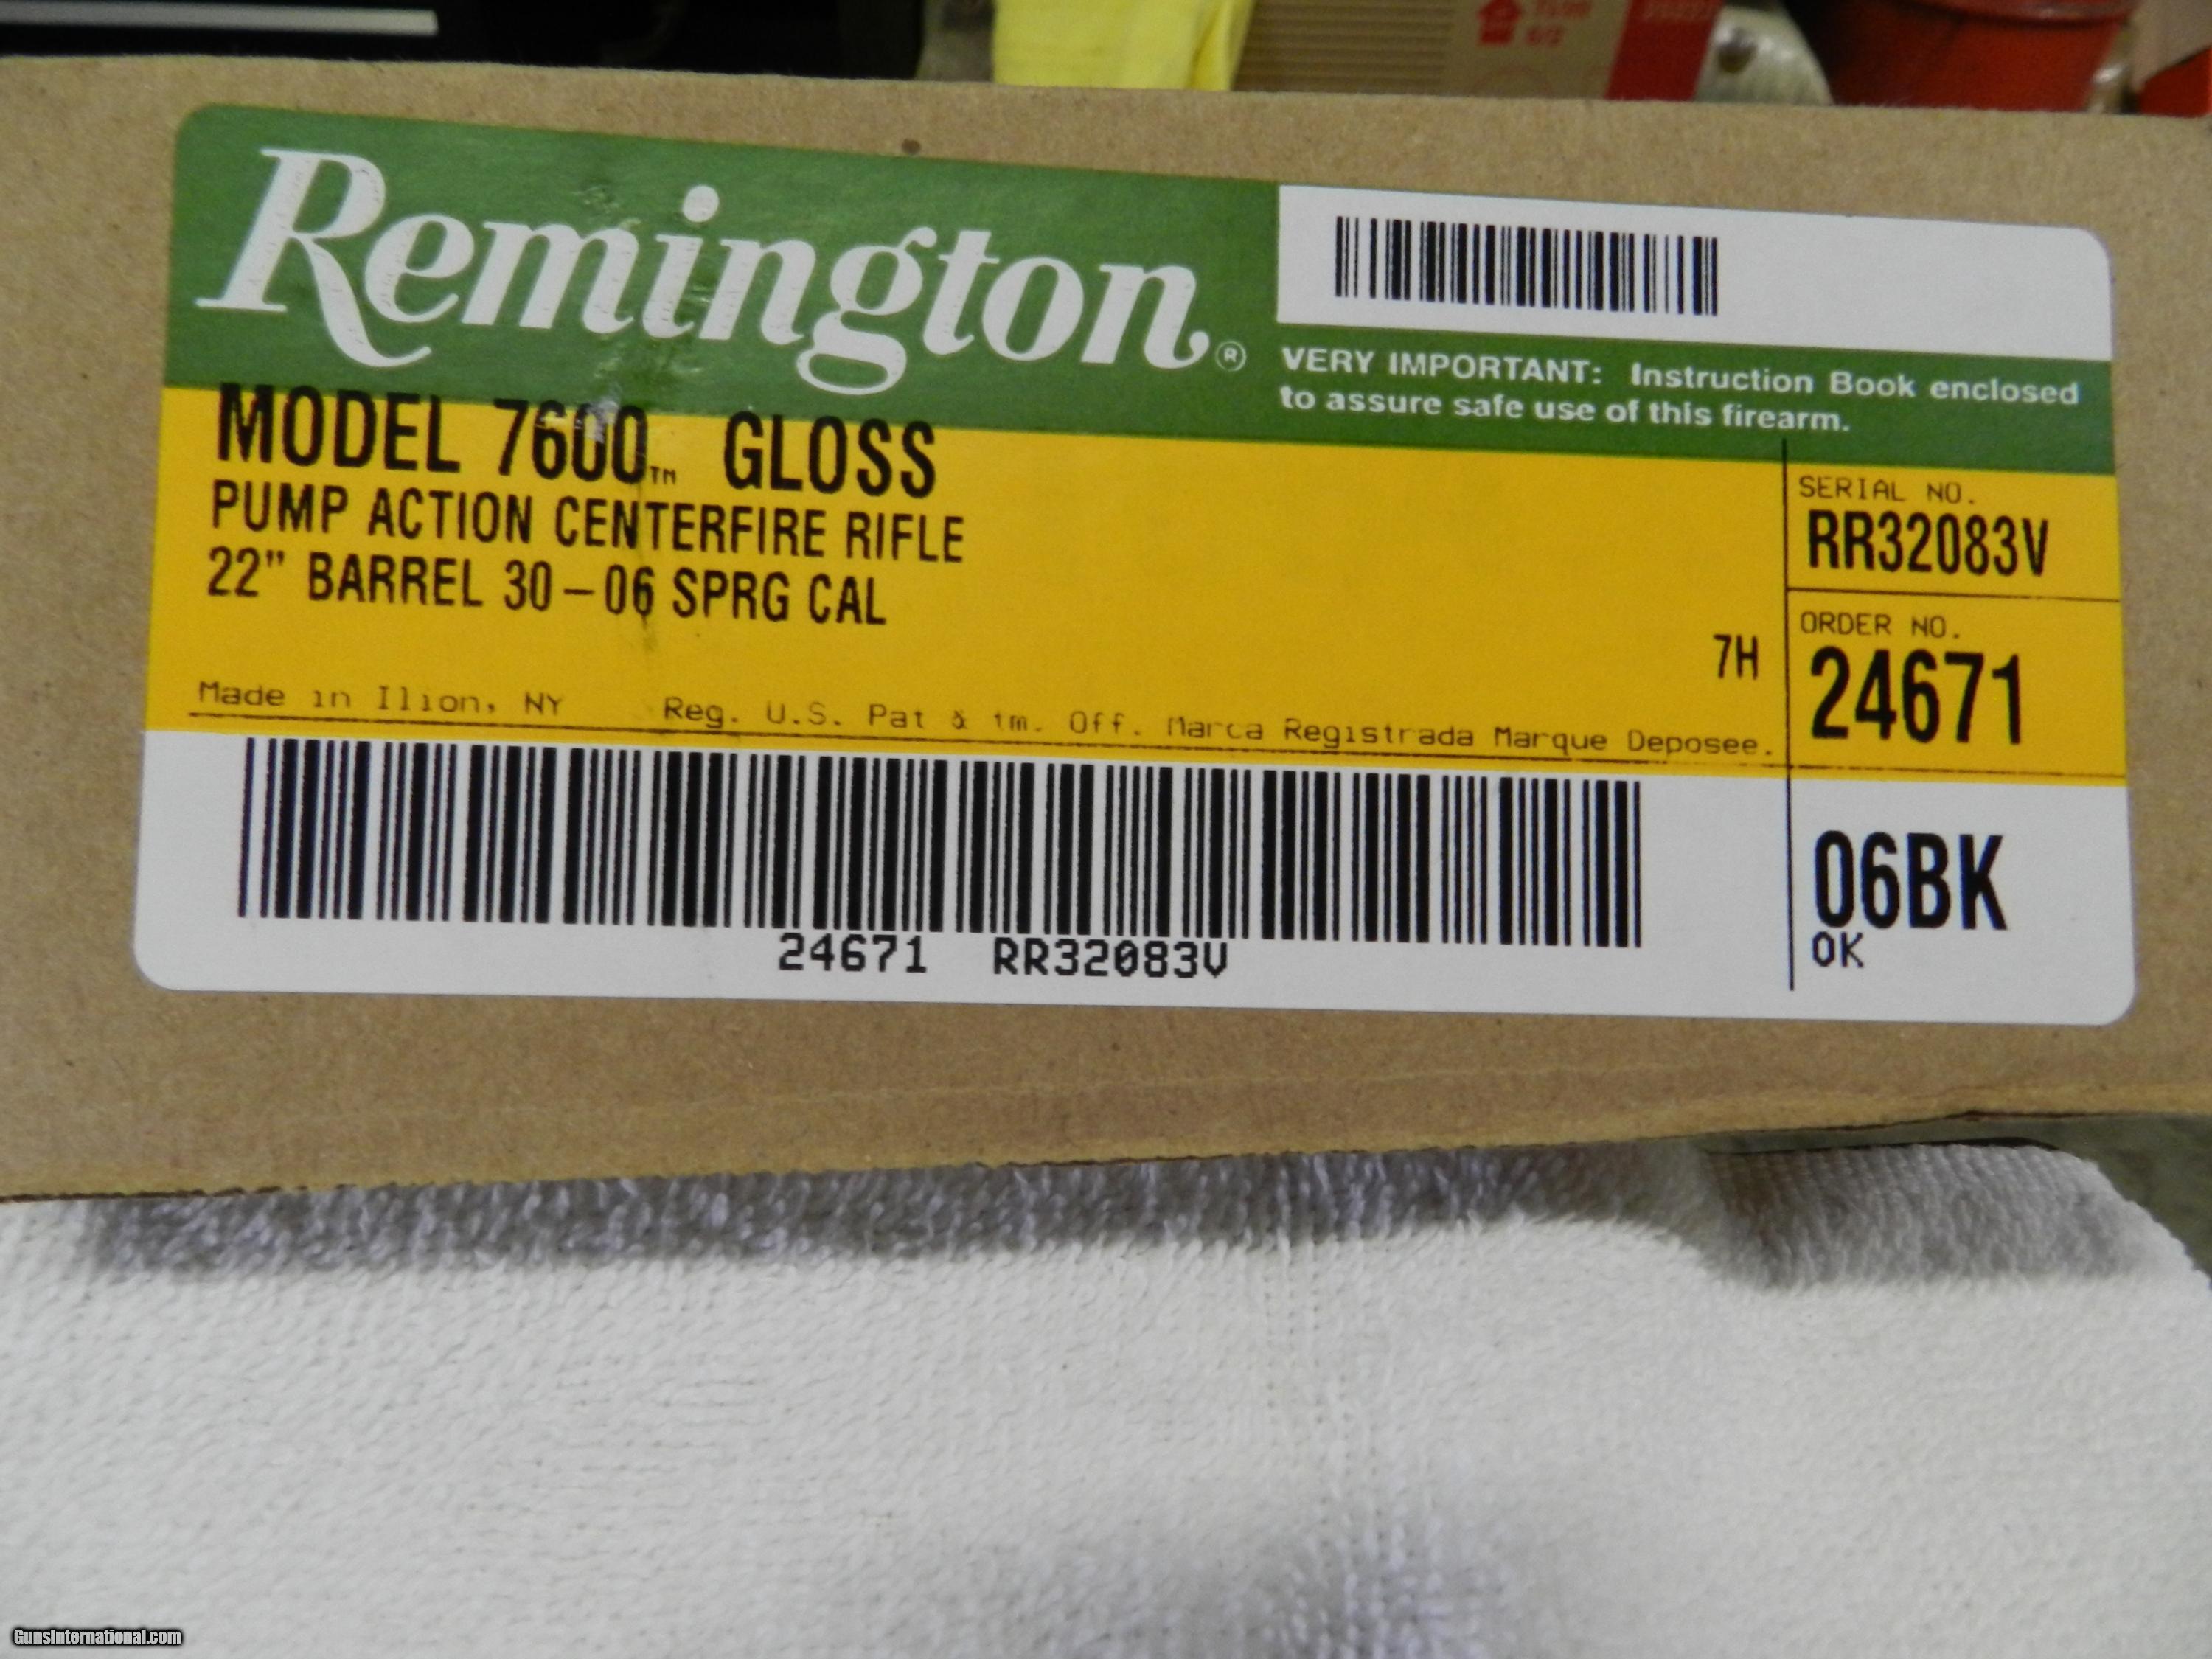 Remington®
VERY IMPORTANT: Instruction Book enclosed
to assure safe use of this firearm.
MODEL 7600™ GLOSS
PUMP ACTION CENTERFIRE RIFLE
22" BARREL 30-06 SPRG CAL
7H
Made in Ilion, NY Reg. U.S. Pat & tm. Off. Marca Registrada Marque Deposee.
SERIAL NO.
RR32083V
ORDER NO.
24671
24671 RR32083V
06BK
OK
GunsInternational.com